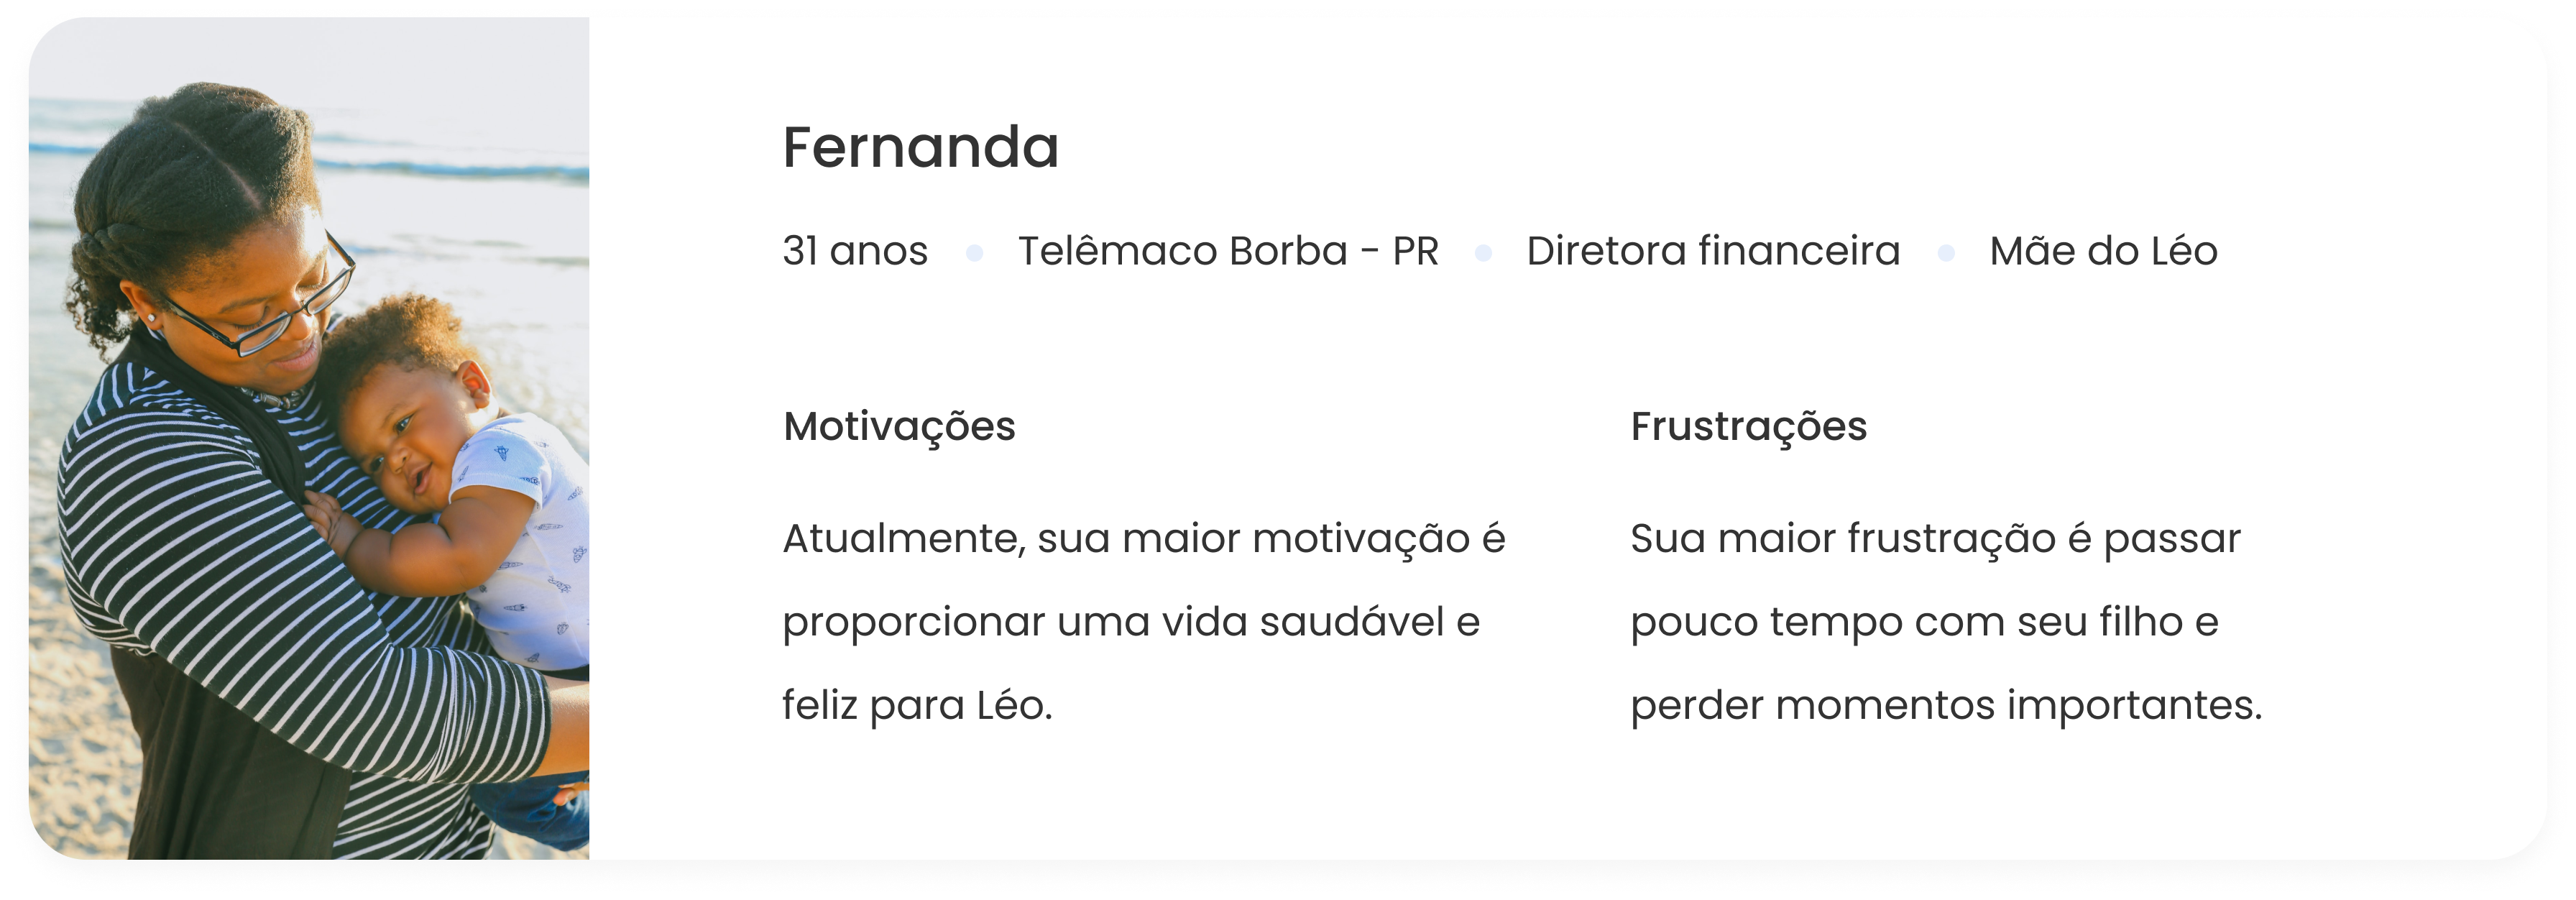 Fernanda
31 anos • Telêmaco Borba - PR • Diretora financeira • Mãe do Léo
Motivações
Atualmente, sua maior motivação é
proporcionar uma vida saudável e
feliz para Léo.
Frustrações
Sua maior frustração é passar
pouco tempo com seu filho e
perder momentos importantes.